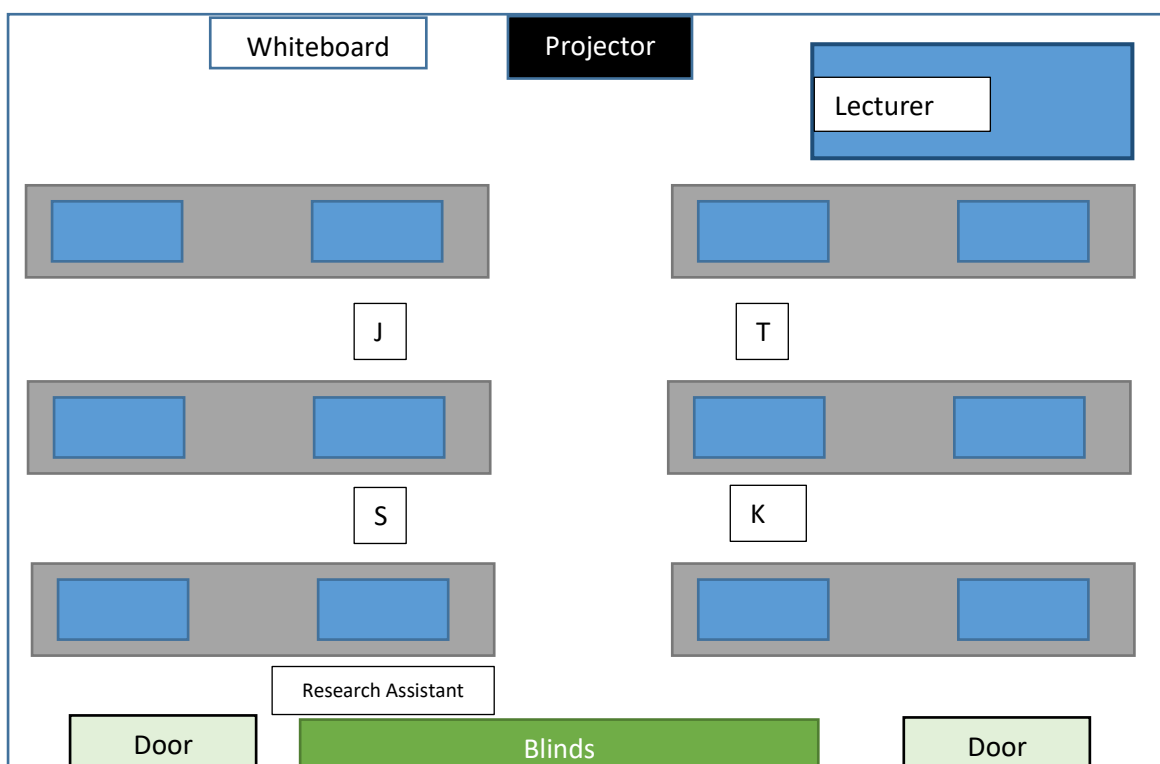 Whiteboard
Projector
Lecturer
J
T
S
K
Research Assistant
Door
Blinds
Door